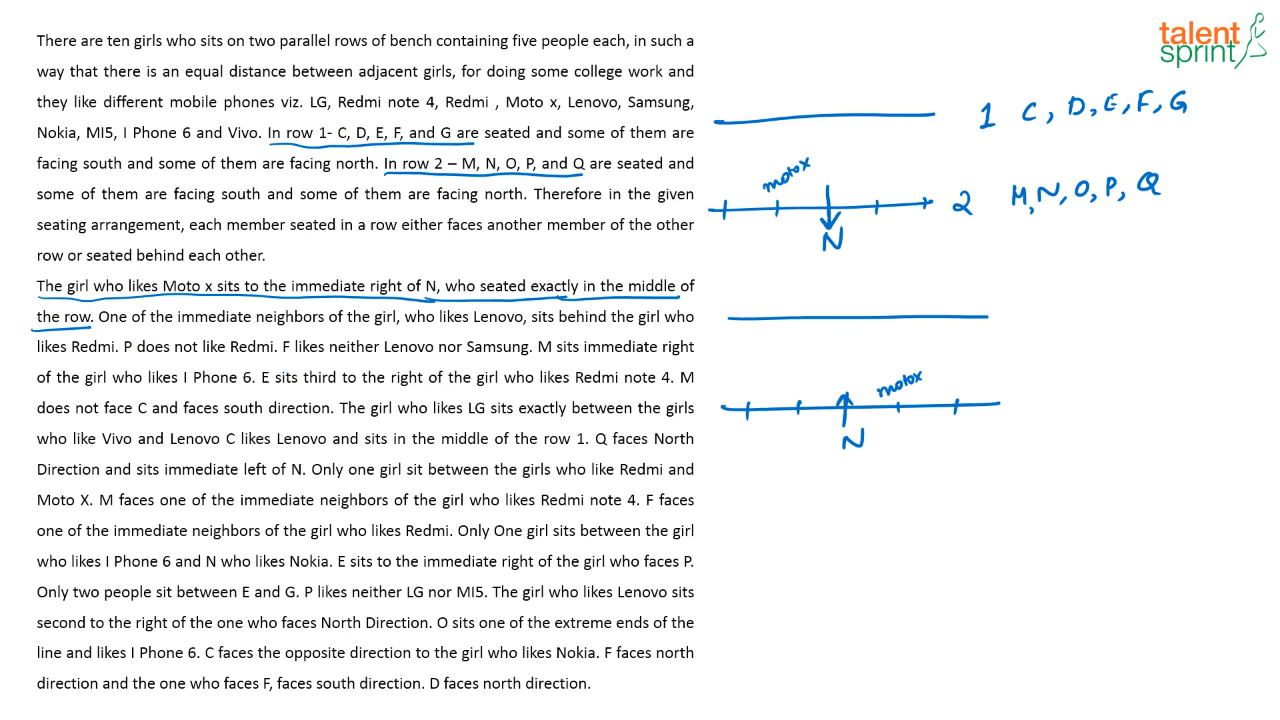 talent
sprint
There are ten girls who sits on two parallel rows of bench containing five people each, in such a
way that there is an equal distance between adjacent girls, for doing some college work and
they like different mobile phones viz. LG, Redmi note 4, Redmi , Moto x, Lenovo, Samsung,
Nokia, MI5, I Phone 6 and Vivo. In row 1- C, D, E, F, and G are seated and some of them are
facing south and some of them are facing north. In row 2 – M, N, O, P, and Q are seated and
some of them are facing south and some of them are facing north. Therefore in the given
seating arrangement, each member seated in a row either faces another member of the other
row or seated behind each other.
The girl who likes Moto x sits to the immediate right of N, who seated exactly in the middle of
the row. One of the immediate neighbors of the girl, who likes Lenovo, sits behind the girl who
likes Redmi. P does not like Redmi. F likes neither Lenovo nor Samsung. M sits immediate right
of the girl who likes I Phone 6. E sits third to the right of the girl who likes Redmi note 4. M
does not face C and faces south direction. The girl who likes LG sits exactly between the girls
who like Vivo and Lenovo C likes Lenovo and sits in the middle of the row 1. Q faces North
Direction and sits immediate left of N. Only one girl sit between the girls who like Redmi and
Moto X. M faces one of the immediate neighbors of the girl who likes Redmi note 4. F faces
one of the immediate neighbors of the girl who likes Redmi. Only One girl sits between the girl
who likes I Phone 6 and N who likes Nokia. E sits to the immediate right of the girl who faces P.
Only two people sit between E and G. P likes neither LG nor MI5. The girl who likes Lenovo sits
second to the right of the one who faces North Direction. O sits one of the extreme ends of the
line and likes I Phone 6. C faces the opposite direction to the girl who likes Nokia. F faces north
direction and the one who faces F, faces south direction. D faces north direction.
1 C, D, E, F, G
motox
2 M, N, O, P, Q
N
motox
N